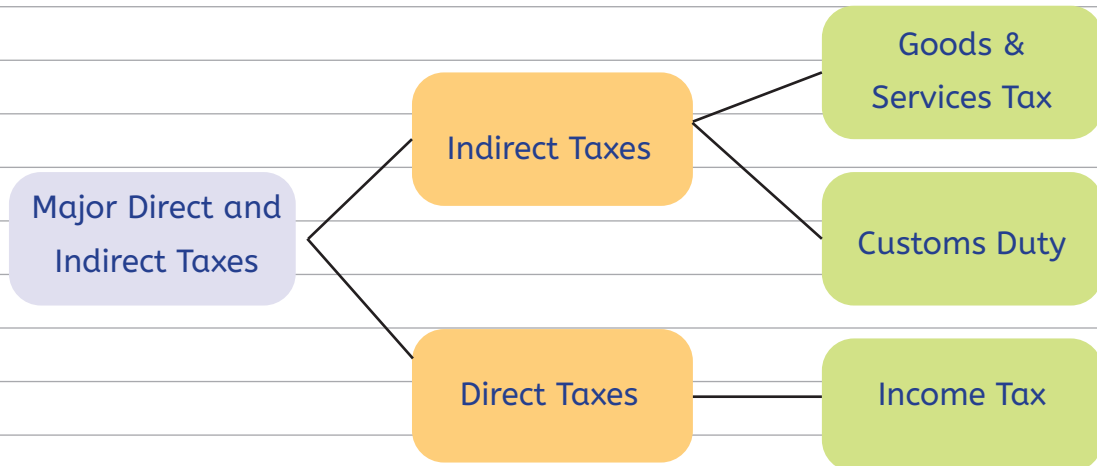 Major Direct and
Indirect Taxes
Indirect Taxes
Goods &
Services Tax
Customs Duty
Direct Taxes
Income Tax